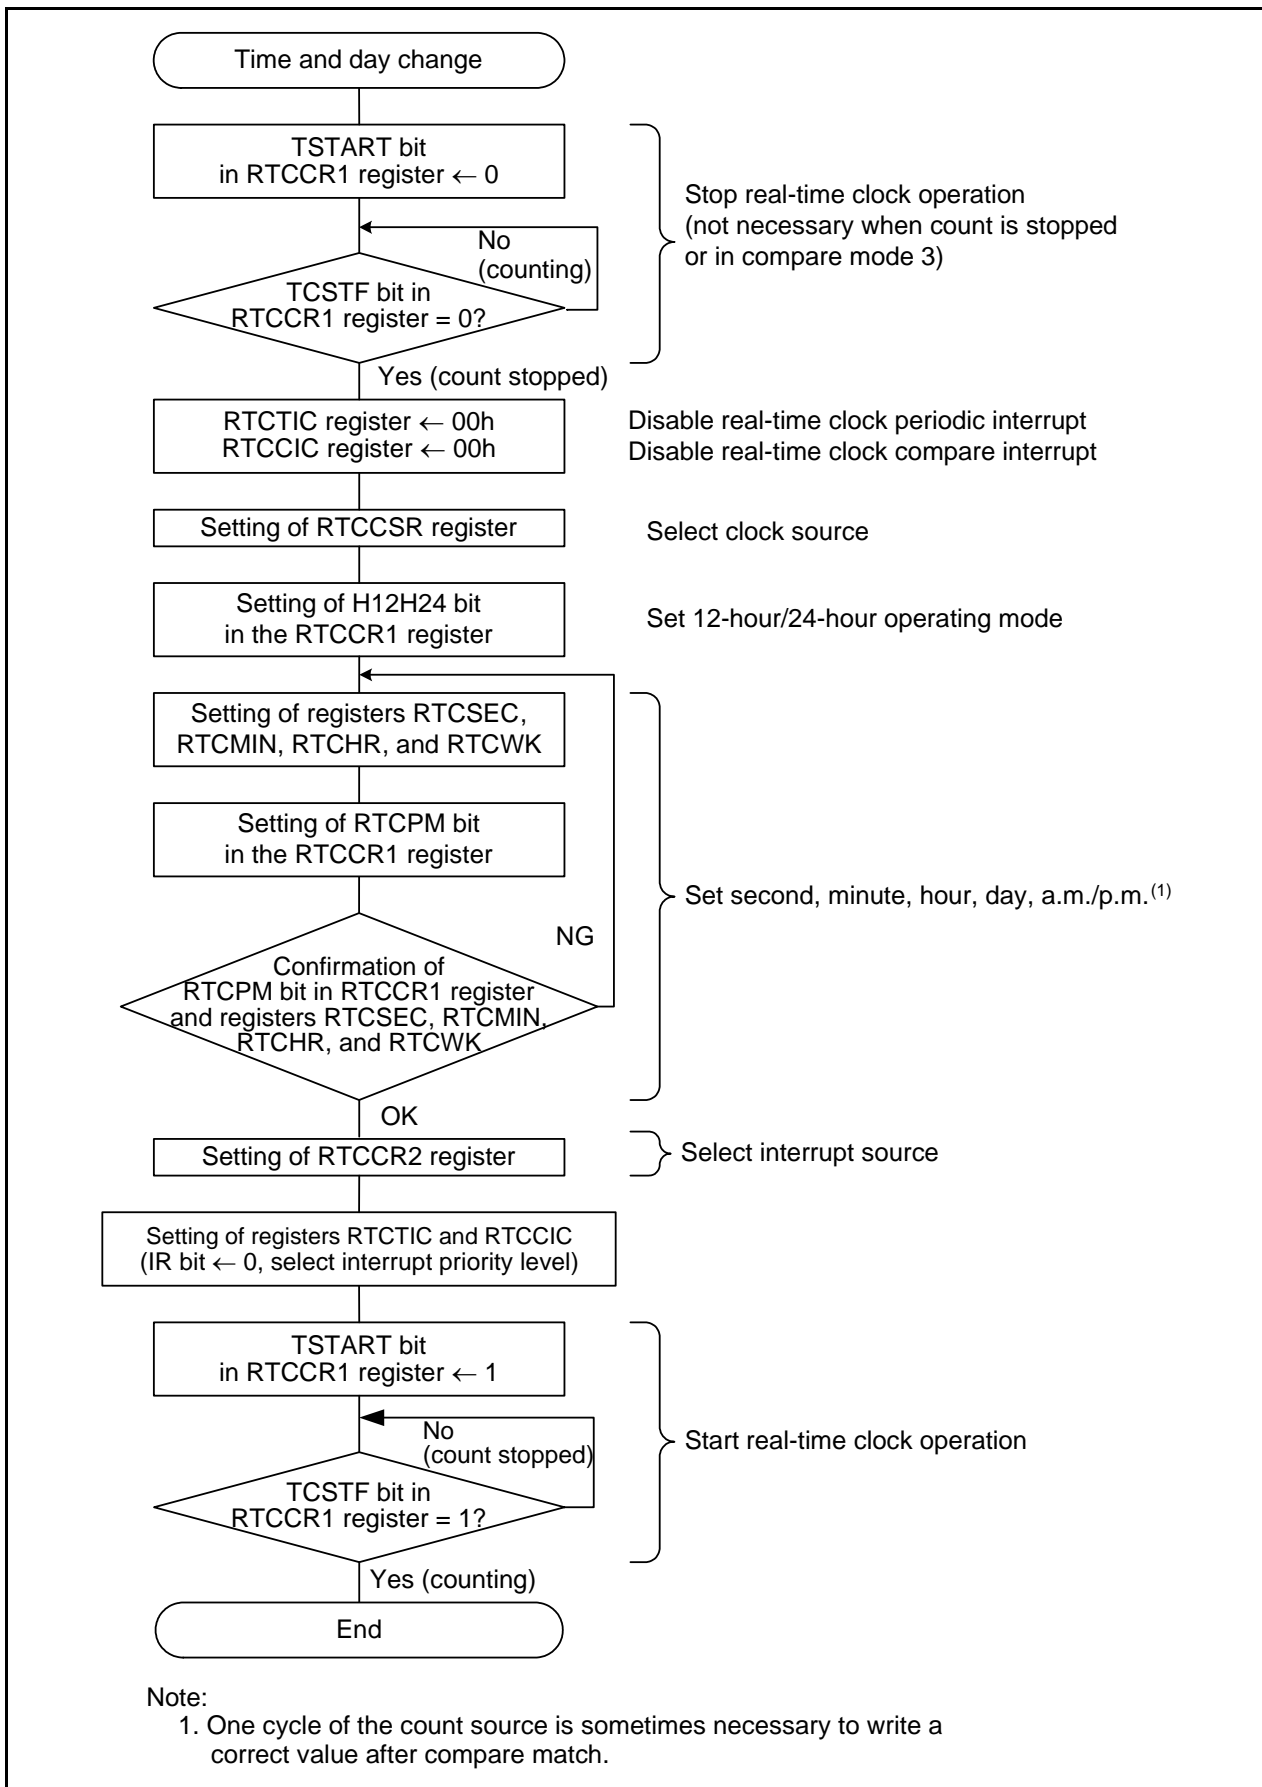 Time and day change
TSTART bit
in RTCCR1 register ← 0
Stop real-time clock operation
(not necessary when count is stopped
or in compare mode 3)
No
(counting)
TCSTF bit in
RTCCR1 register = 0?
Yes (count stopped)
RTCTIC register ← 00h
RTCCIC register ← 00h
Disable real-time clock periodic interrupt
Disable real-time clock compare interrupt
Setting of RTCCSR register
Select clock source
Setting of H12H24 bit
in the RTCCR1 register
Set 12-hour/24-hour operating mode
Setting of registers RTCSEC,
RTCMIN, RTCHR, and RTCWK
Setting of RTCPM bit
in the RTCCR1 register
Set second, minute, hour, day, a.m./p.m.(1)
NG
Confirmation of
RTCPM bit in RTCCR1 register
and registers RTCSEC, RTCMIN,
RTCHR, and RTCWK
OK
Setting of RTCCR2 register
Select interrupt source
Setting of registers RTCTIC and RTCCIC
(IR bit ← 0, select interrupt priority level)
TSTART bit
in RTCCR1 register ← 1
No
(count stopped)
Start real-time clock operation
TCSTF bit in
RTCCR1 register = 1?
Yes (counting)
End
Note:
1. One cycle of the count source is sometimes necessary to write a
correct value after compare match.